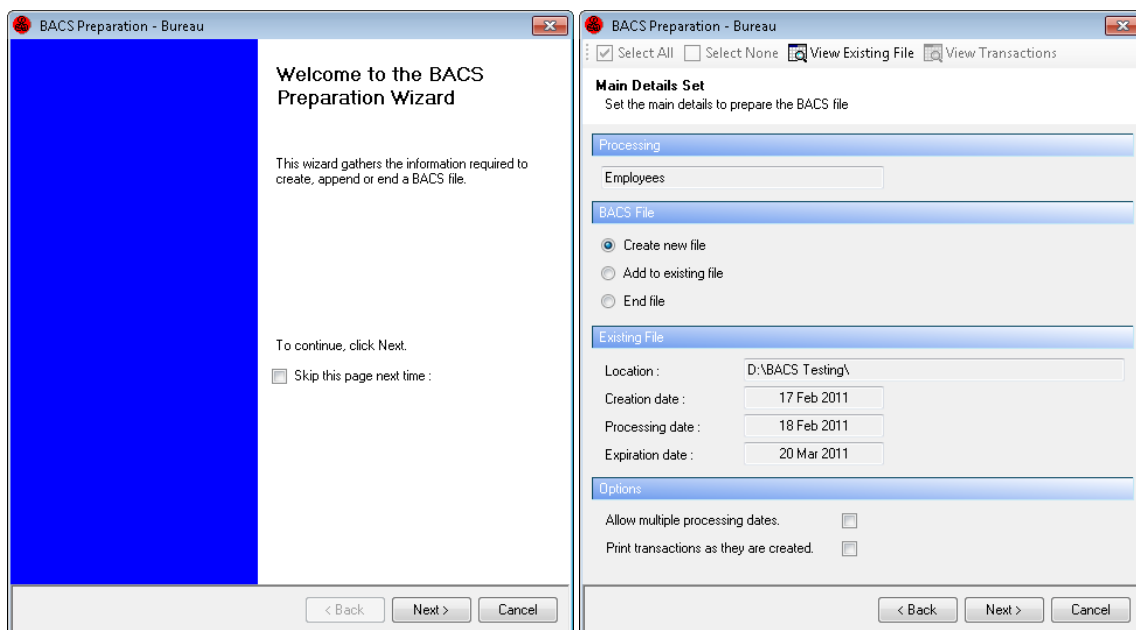 BACS Preparation - Bureau
Welcome to the BACS
Preparation Wizard
This wizard gathers the information required to
create, append or end a BACS file.
To continue, click Next.
Skip this page next time :
< Back
Next >
Cancel
BACS Preparation - Bureau
Select All Select None View Existing File View Transactions
Main Details Set
Set the main details to prepare the BACS file
Processing
Employees
BACS File
Create new file
Add to existing file
End file
Existing File
Location : D:\BACS Testing\
Creation date : 17 Feb 2011
Processing date : 18 Feb 2011
Expiration date : 20 Mar 2011
Options
Allow multiple processing dates.
Print transactions as they are created.
< Back
Next >
Cancel